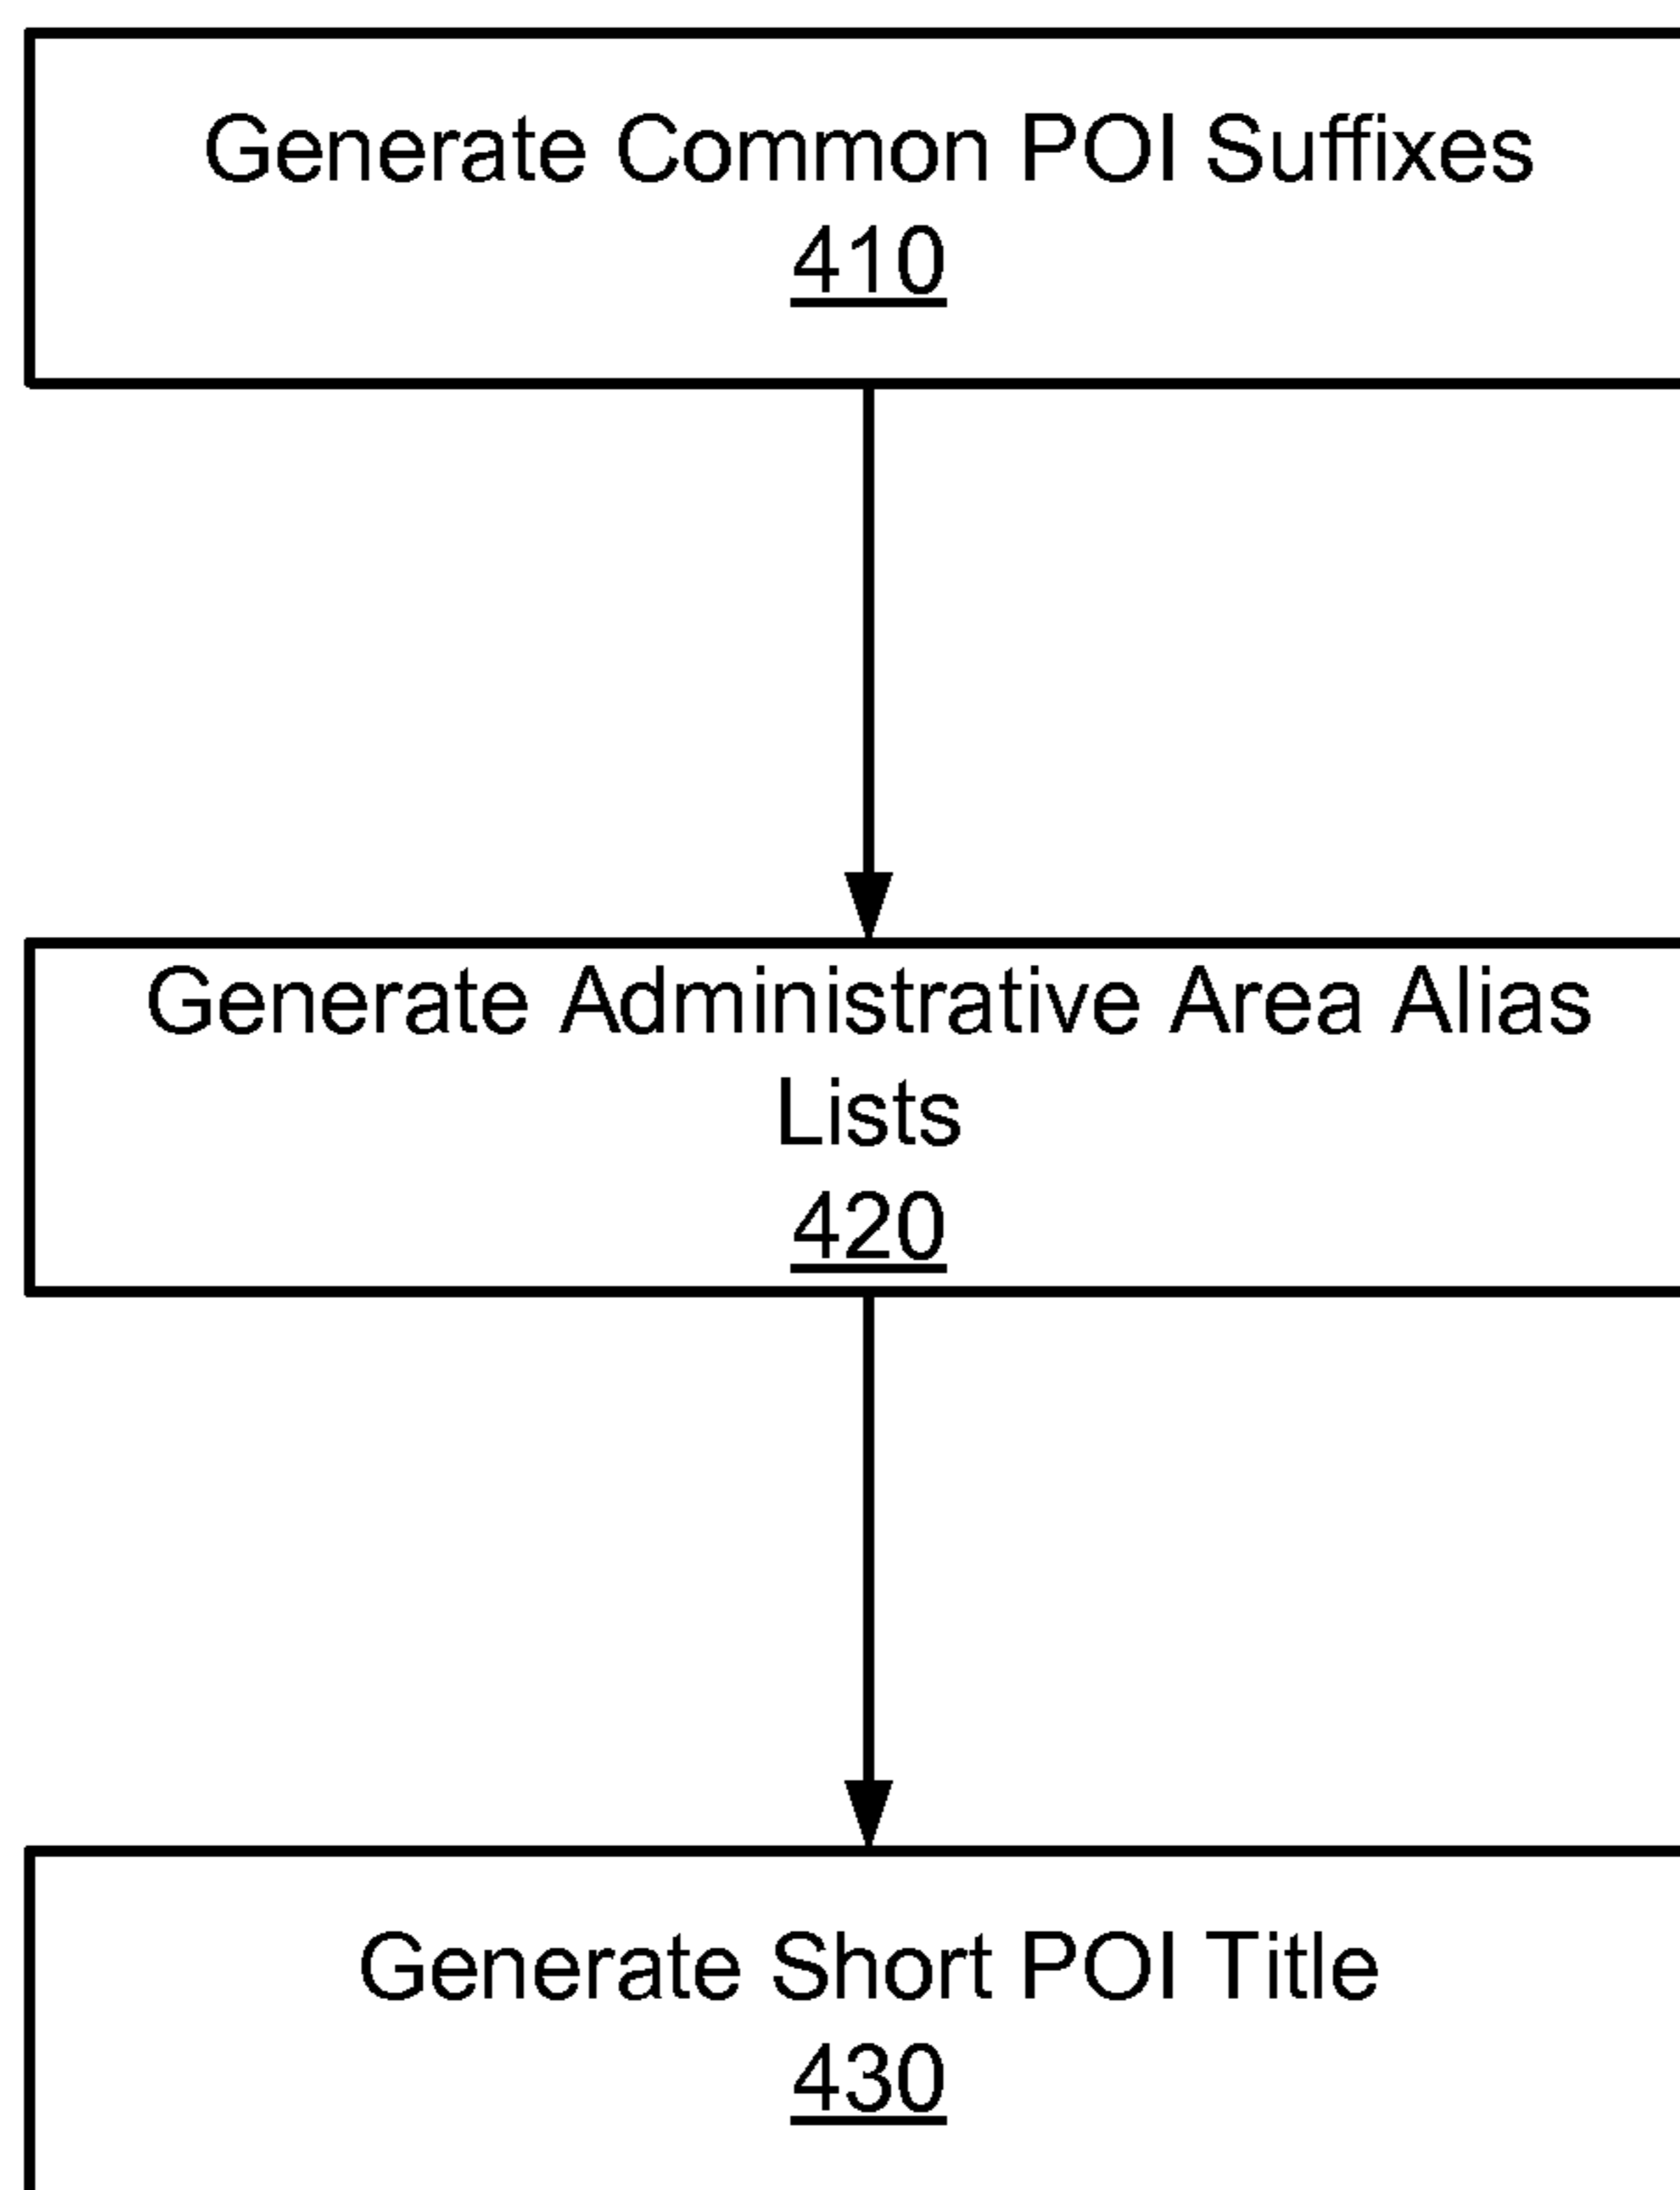 Generate Common POI Suffixes
410
Generate Administrative Area Alias
Lists
420
Generate Short POI Title
430